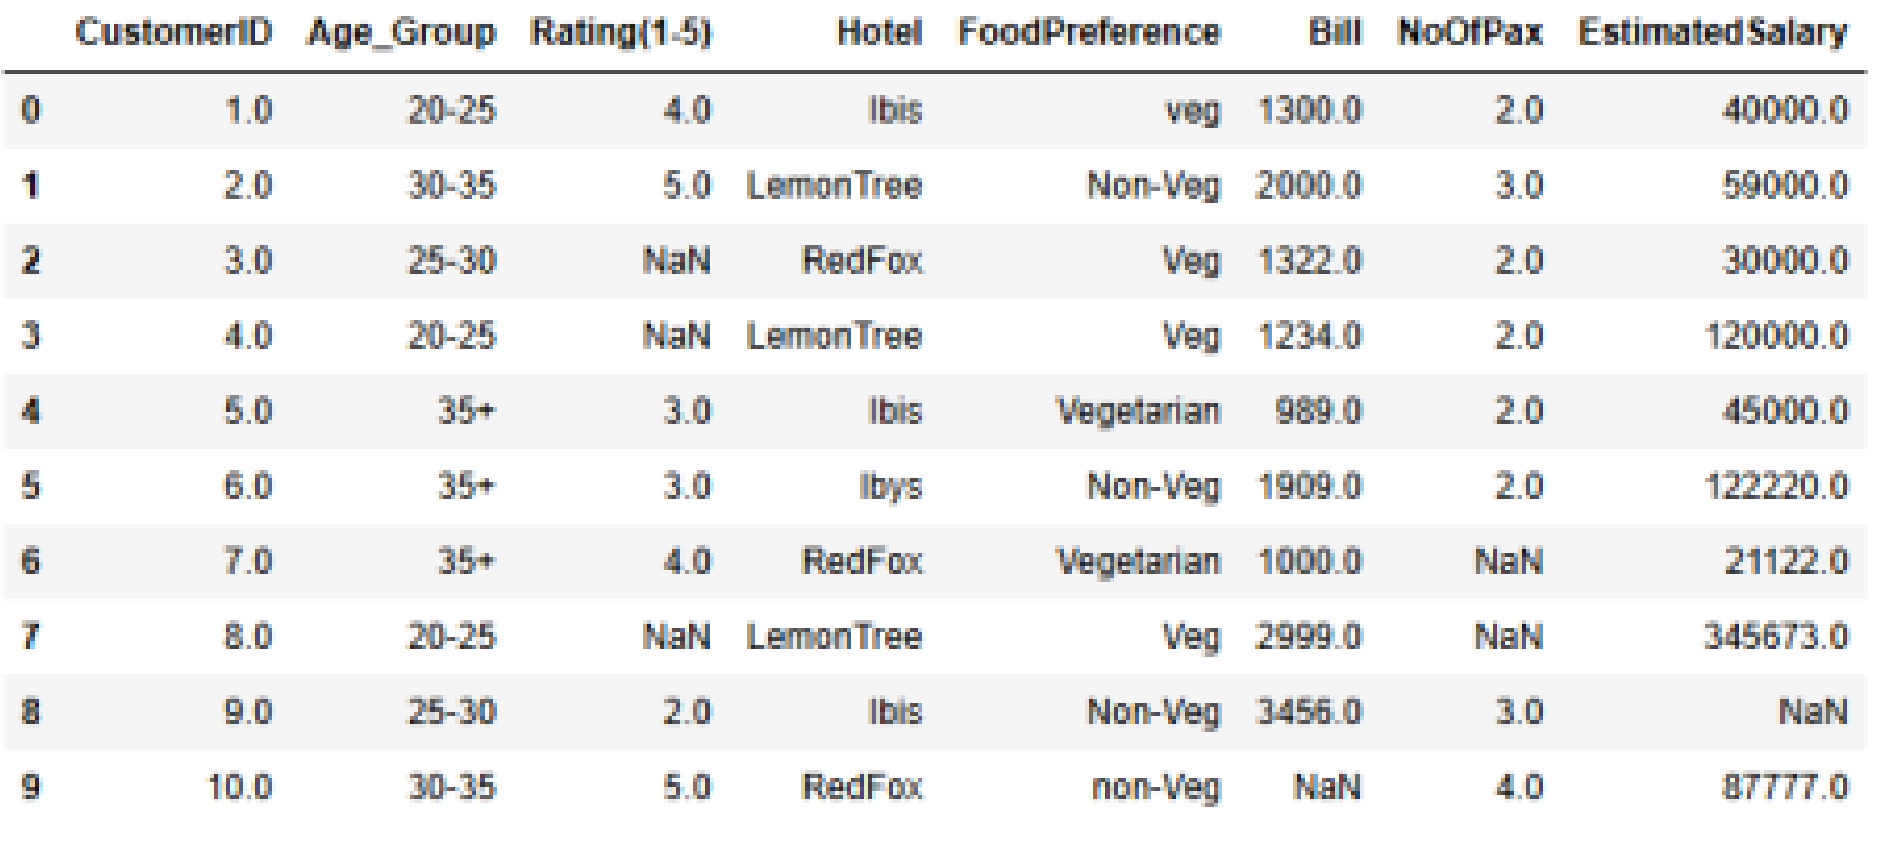 CustomerID Age_Group Rating(1-5) Hotel FoodPreference Bill NoOfPax EstimatedSalary
0 1.0 20-25 4.0 Ibis veg 1300.0 2.0 40000.0
1 2.0 30-35 5.0 LemonTree Non-Veg 2000.0 3.0 59000.0
2 3.0 25-30 NaN RedFox Veg 1322.0 2.0 30000.0
3 4.0 20-25 NaN LemonTree Veg 1234.0 2.0 120000.0
4 5.0 35+ 3.0 Ibis Vegetarian 989.0 2.0 45000.0
5 6.0 35+ 3.0 Ibys Non-Veg 1909.0 2.0 122220.0
6 7.0 35+ 4.0 RedFox Vegetarian 1000.0 NaN 21122.0
7 8.0 20-25 NaN LemonTree Veg 2999.0 NaN 345673.0
8 9.0 25-30 2.0 Ibis Non-Veg 3456.0 3.0 NaN
9 10.0 30-35 5.0 RedFox non-Veg NaN 4.0 87777.0